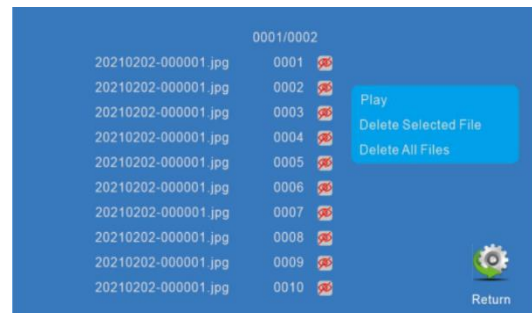 0001/0002
20210202-000001.jpg 0001
20210202-000001.jpg 0002
20210202-000001.jpg 0003
20210202-000001.jpg 0004
20210202-000001.jpg 0005
20210202-000001.jpg 0006
20210202-000001.jpg 0007
20210202-000001.jpg 0008
20210202-000001.jpg 0009
20210202-000001.jpg 0010
Play
Delete Selected File
Delete All Files
Return